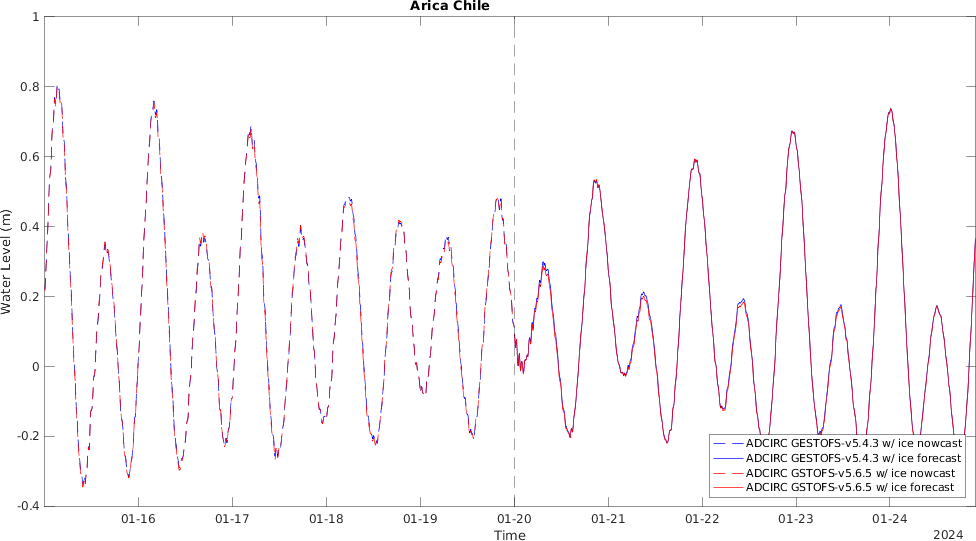 Arica Chile
1
0.8
0.6
0.4
0.2
0
-0.2
-0.4
Water Level (m)
01-16 01-17 01-18 01-19 01-20 01-21 01-22 01-23 01-24
Time
2024
ADCIRC GESTOFS-v5.4.3 w/ ice nowcast
ADCIRC GESTOFS-v5.4.3 w/ ice forecast
ADCIRC GSTOFS-v5.6.5 w/ ice nowcast
ADCIRC GSTOFS-v5.6.5 w/ ice forecast